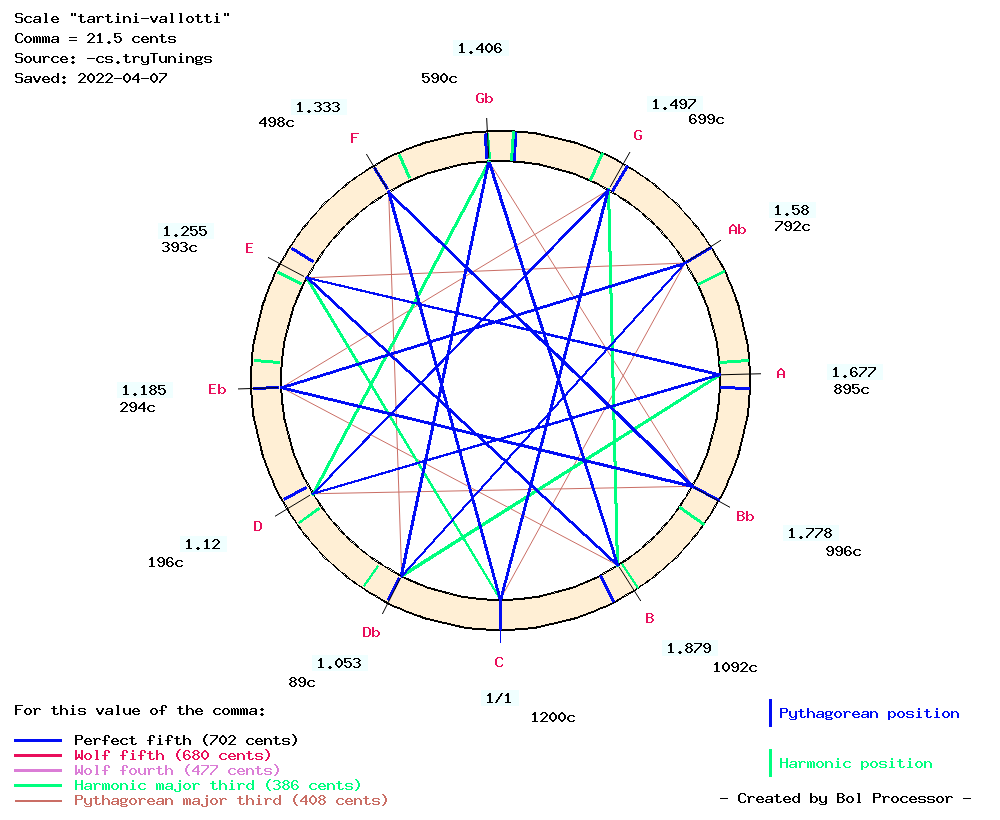 Scale "tartini-vallotti"
Comma = 21.5 cents
Source: -cs.tryTunings
Saved: 2022-04-07
1.406
590c
Gb
1.333
498c
F
1.497
699c
G
1.255
393c
E
1.58
792c
Ab
1.185
294c
Eb
A
1.677
895c
D
1.12
196c
Bb
1.778
996c
Db
1.053
89c
B
1.879
1092c
C
1/1
1200c
For this value of the comma:
Perfect fifth (702 cents)
Wolf fifth (680 cents)
Wolf fourth (477 cents)
Harmonic major third (386 cents)
Pythagorean major third (408 cents)
Pythagorean position
Harmonic position
- Created by Bol Processor -